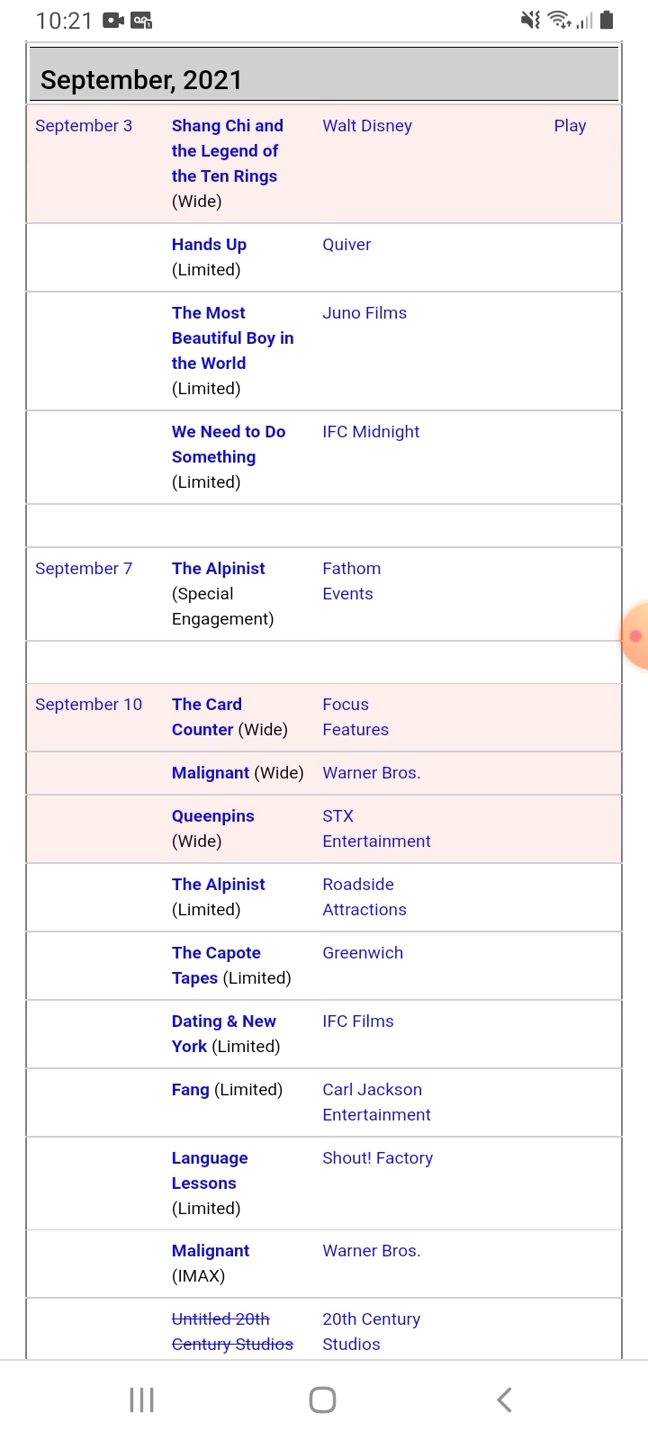 10:21
September, 2021
September 3 Shang Chi and Walt Disney Play
the Legend of
the Ten Rings
(Wide)
Hands Up Quiver
(Limited)
The Most Juno Films
Beautiful Boy in
the World
(Limited)
We Need to Do IFC Midnight
Something
(Limited)
September 7 The Alpinist Fathom
(Special Events
Engagement)
September 10 The Card Focus
Counter (Wide) Features
Malignant (Wide) Warner Bros.
Queenpins STX
(Wide) Entertainment
The Alpinist Roadside
(Limited) Attractions
The Capote Greenwich
Tapes (Limited)
Dating & New IFC Films
York (Limited)
Fang (Limited) Carl Jackson
Entertainment
Language Shout! Factory
Lessons
(Limited)
Malignant Warner Bros.
(IMAX)
Untitled 20th 20th Century
Century Studios Studios